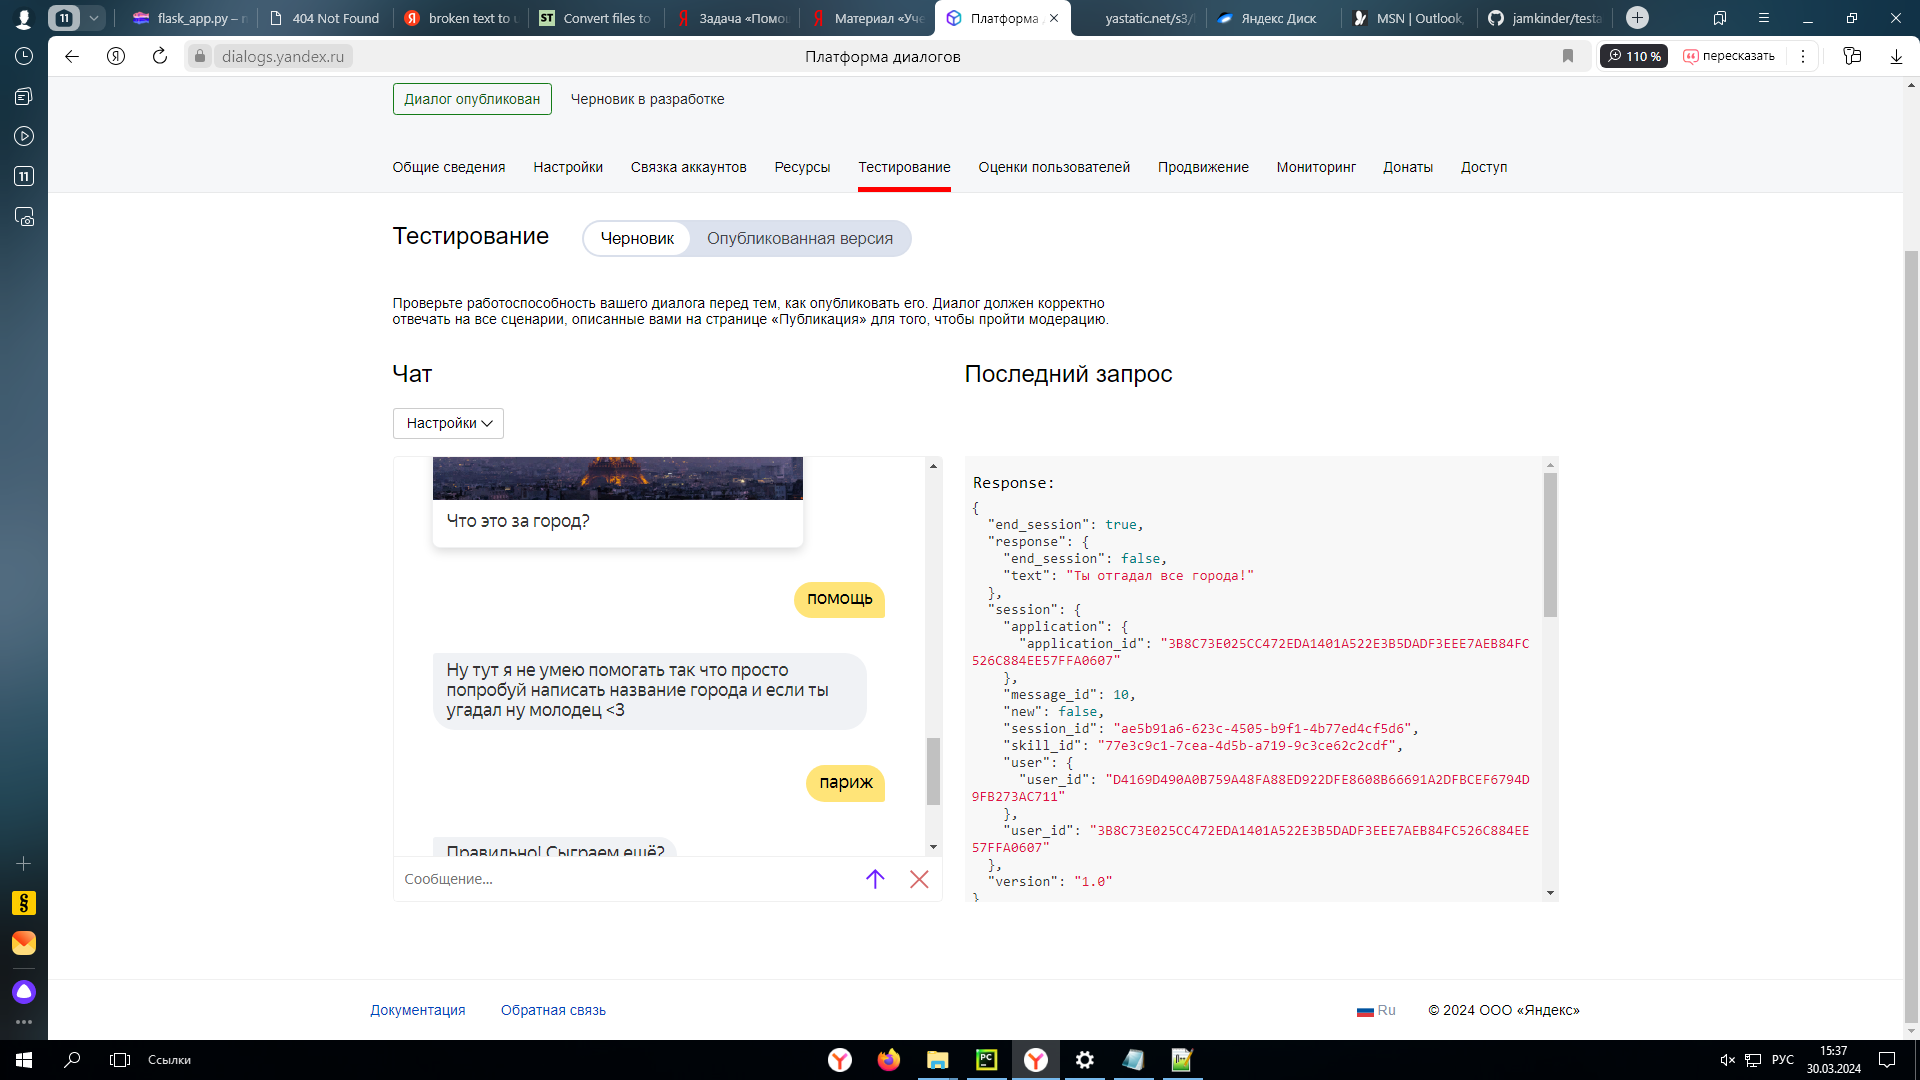 flask_app.py – п
404 Not Found
broken text to u
Convert files to
Задача «Помо
Материал «Уче
Платформа
yastatic.net/s3/
Яндекс Диск
MSN | Outlook,
jamkinder/testa
11
dialogs.yandex.ru
Платформа диалогов
110 %
пересказать
11
Диалог опубликован
Черновик в разработке
Общие сведения
Настройки
Связка аккаунтов
Ресурсы
Тестирование
Оценки пользователей
Продвижение
Мониторинг
Донаты
Доступ
Тестирование
Черновик
Опубликованная версия
Проверьте работоспособность вашего диалога перед тем, как опубликовать его. Диалог должен корректно
отвечать на все сценарии, описанные вами на странице «Публикация» для того, чтобы пройти модерацию.
Чат
Последний запрос
Настройки
Что это за город?
помощь
Ну тут я не умею помогать так что просто
попробуй написать название города и если ты
угадал ну молодец <3
париж
Правильно! Сыграем ещё?
Сообщение...
Response:
{
"end_session": true,
"response": {
"end_session": false,
"text": "Ты отгадал все города!"
},
"session": {
"application": {
"application_id": "3B8C73E025CC472EDA1401A522E3B5DADF3EEE7AEB84FC
526C884EE57FFA0607"
},
"message_id": 10,
"new": false,
"session_id": "ae5b91a6-623c-4505-b9f1-4b77ed4cf5d6",
"skill_id": "77e3c9c1-7cea-4d5b-a719-9c3ce62c2cdf",
"user": {
"user_id": "D4169D490A0B759A48FA88ED922DFE8608B66691A2DFBCEF6794D
9FB273AC711"
},
"user_id": "3B8C73E025CC472EDA1401A522E3B5DADF3EEE7AEB84FC526C884EE
57FFA0607"
},
"version": "1.0"
}
Документация
Обратная связь
Ru
© 2024 ООО «Яндекс»
Ссылки
РУС
15:37
30.03.2024